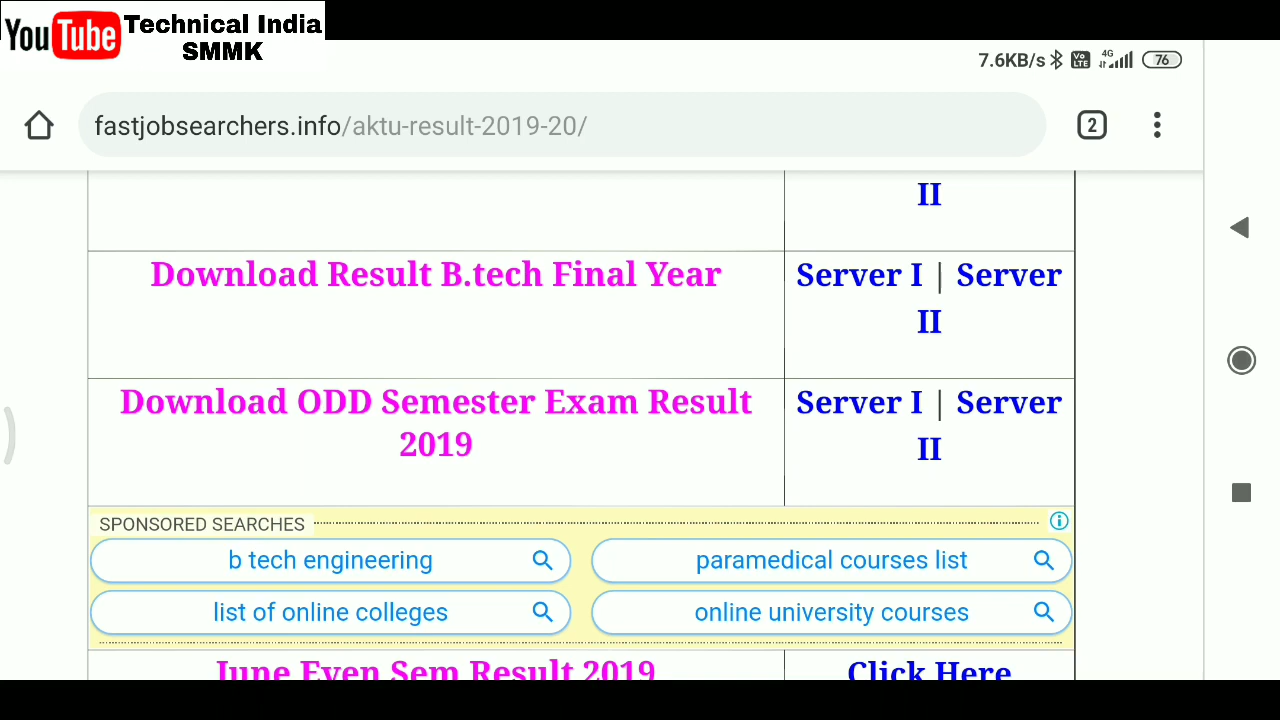 YouTube Technical India
SMMK
7.6KB/s Vo LTE 4G 76
fastjobsearchers.info/aktu-result-2019-20/ 2
II
Download Result B.tech Final Year Server I | Server
II
Download ODD Semester Exam Result Server I | Server
2019 II
SPONSORED SEARCHES
b tech engineering paramedical courses list
list of online colleges online university courses
June Even Sem Result 2019 Click Here